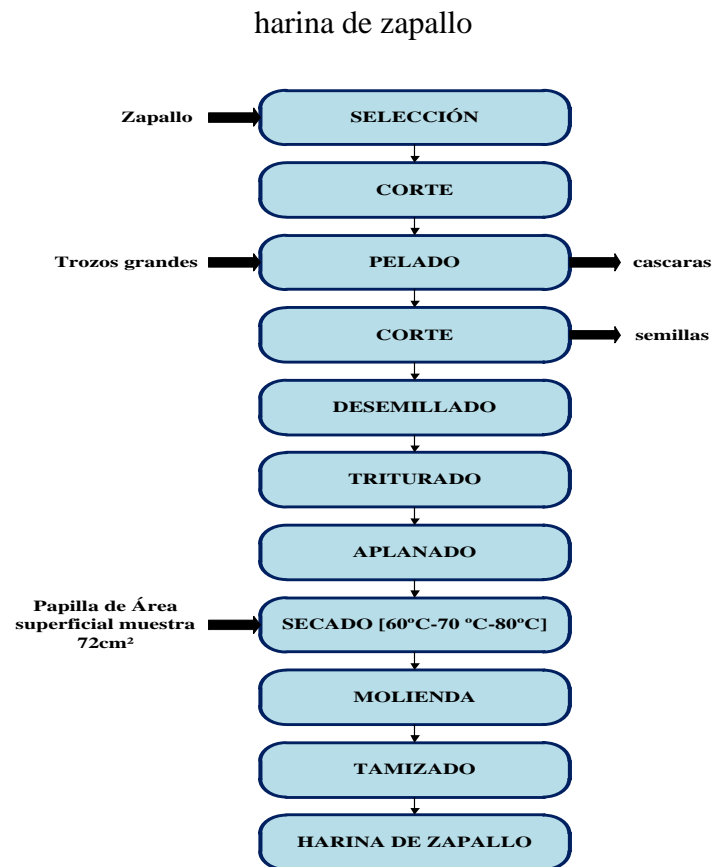 harina de zapallo
Zapallo
SELECCIÓN
CORTE
Trozos grandes
PELADO
cascaras
CORTE
semillas
DESEMILLADO
TRITURADO
APLANADO
Papilla de Área
superficial muestra
72cm²
SECADO [60ºC-70 ºC-80ºC]
MOLIENDA
TAMIZADO
HARINA DE ZAPALLO